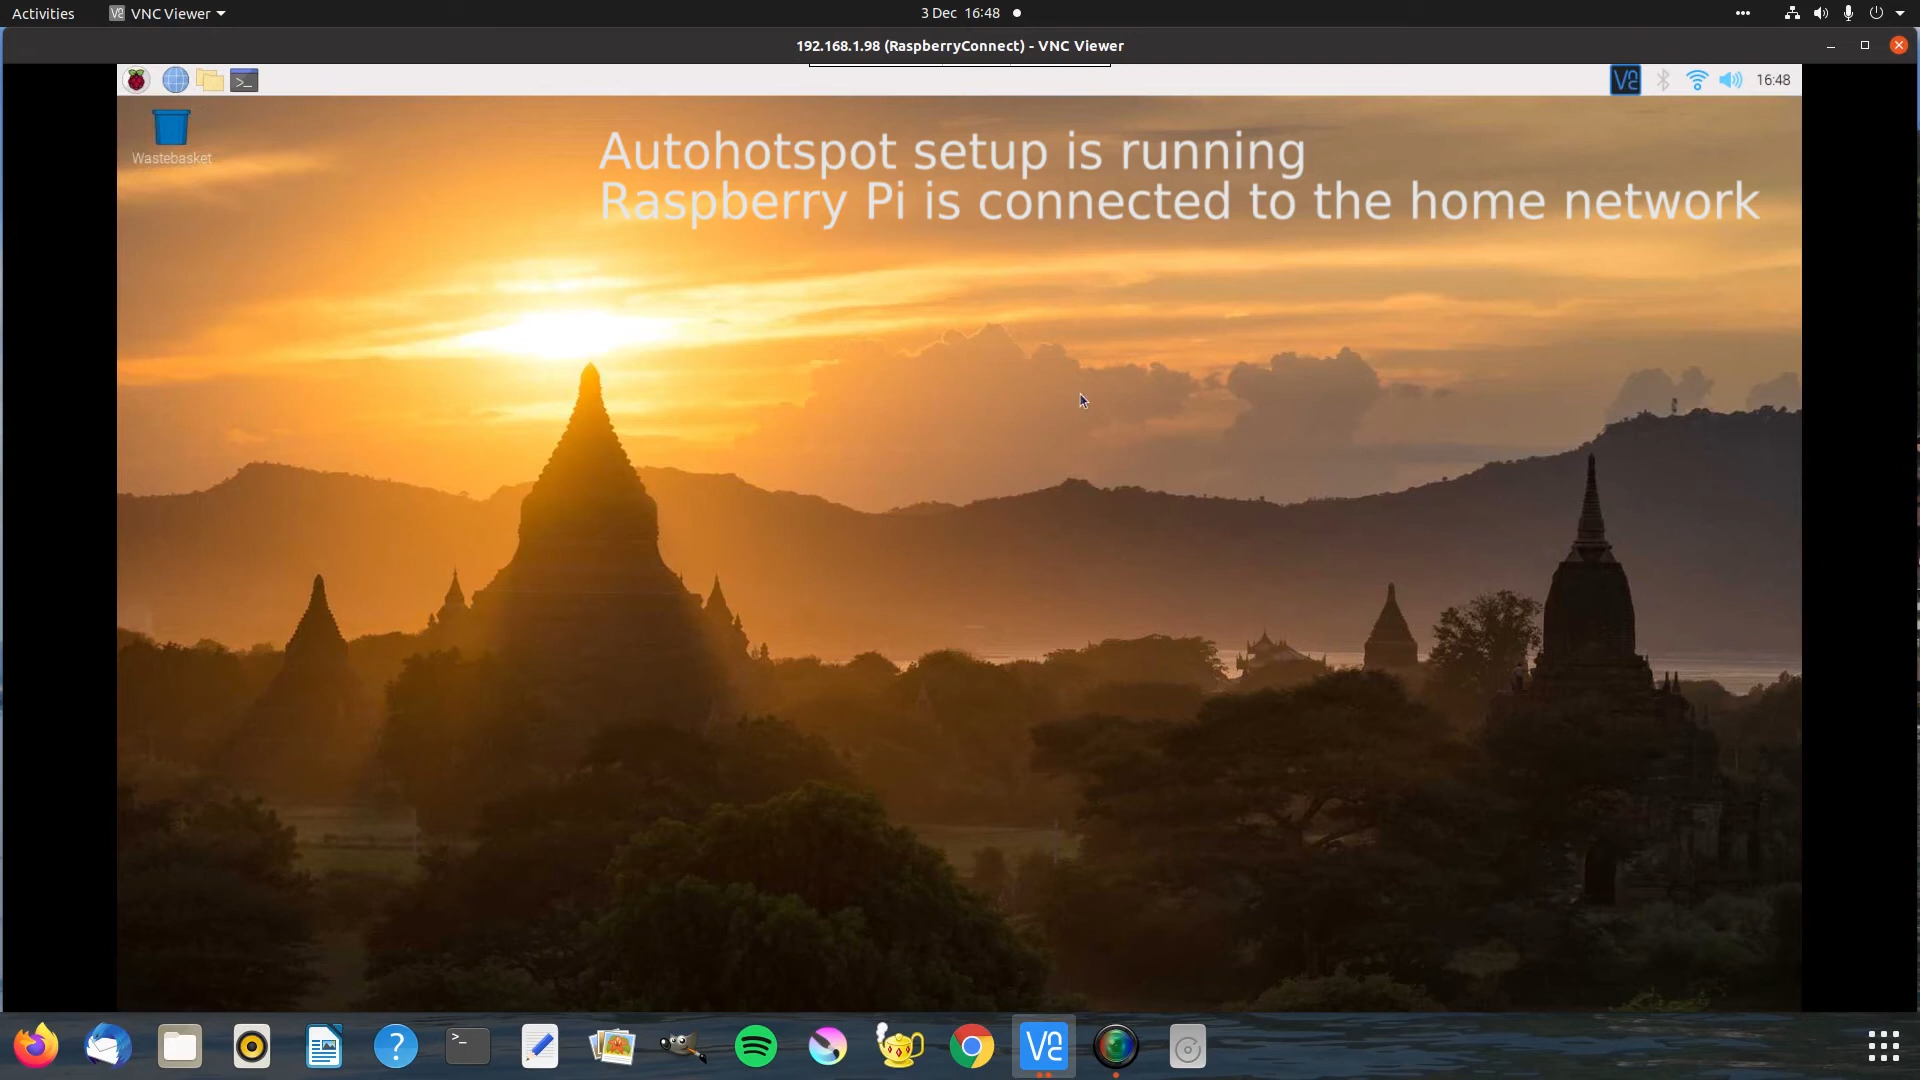 Activities
VNC Viewer
3 Dec 16:48
192.168.1.98 (RaspberryConnect) - VNC Viewer
16:48
Wastebasket
Autohotspot setup is running
Raspberry Pi is connected to the home network